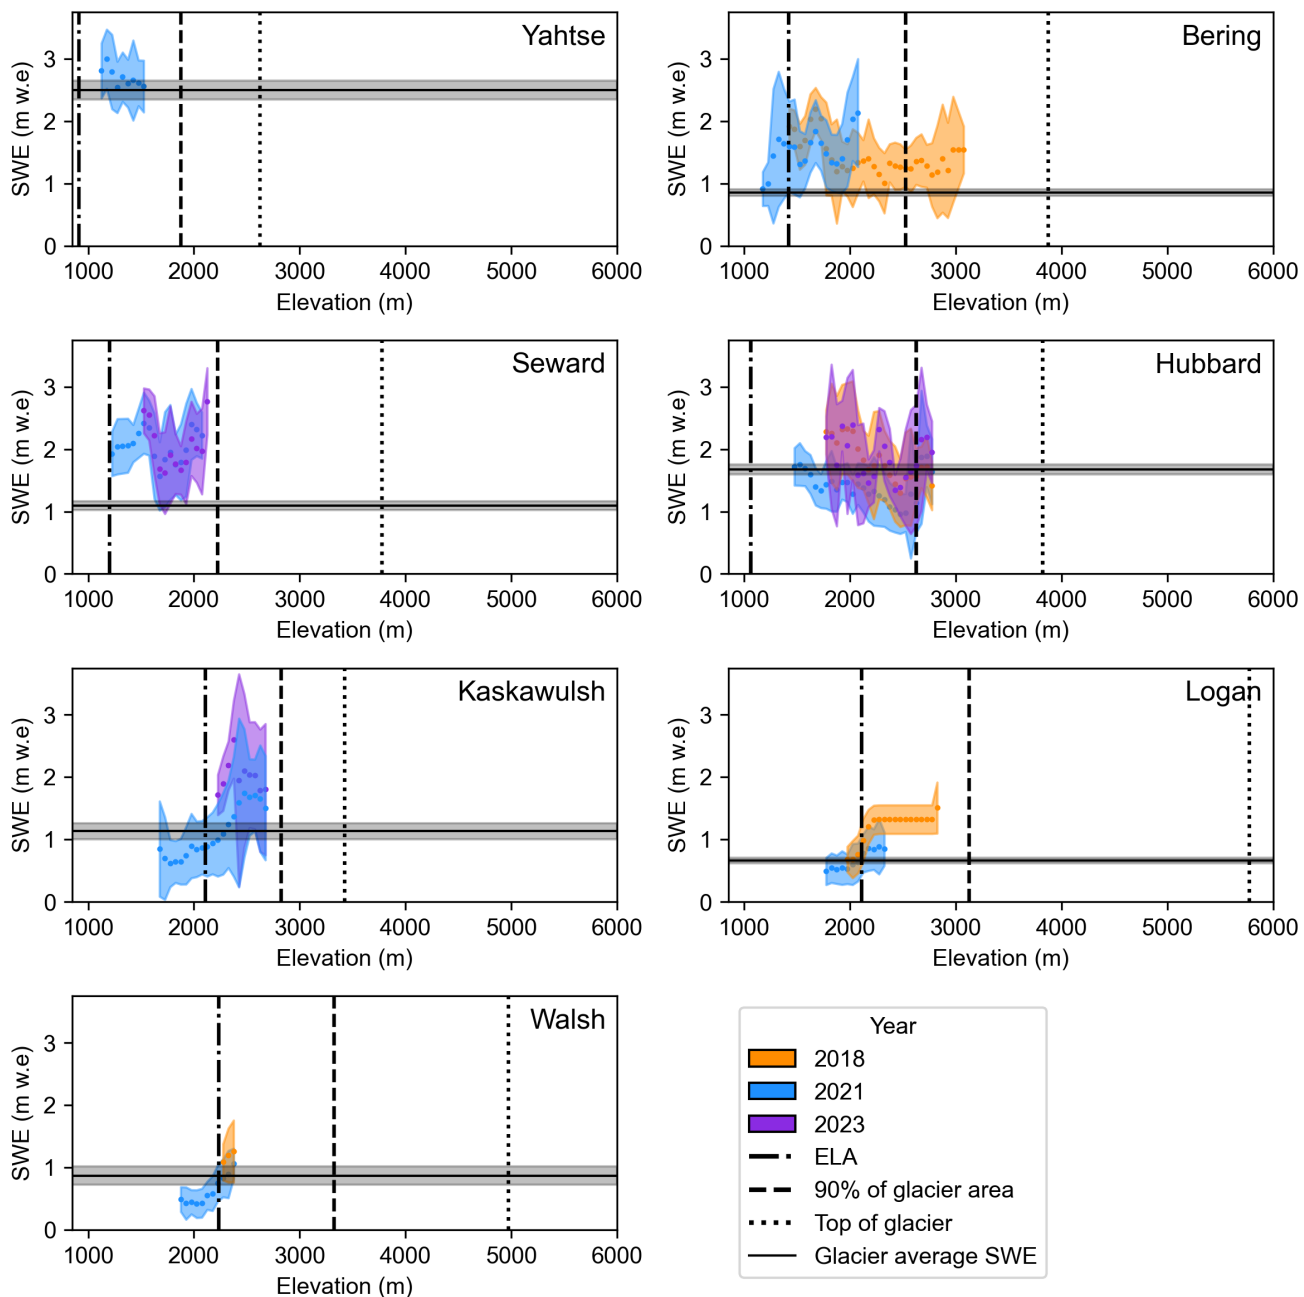 Yahtse
SWE (m w.e)
3
2
1
0
1000 2000 3000 4000 5000 6000
Elevation (m)
Bering
SWE (m w.e)
3
2
1
0
1000 2000 3000 4000 5000 6000
Elevation (m)
Seward
SWE (m w.e)
3
2
1
0
1000 2000 3000 4000 5000 6000
Elevation (m)
Hubbard
SWE (m w.e)
3
2
1
0
1000 2000 3000 4000 5000 6000
Elevation (m)
Kaskawulsh
SWE (m w.e)
3
2
1
0
1000 2000 3000 4000 5000 6000
Elevation (m)
Logan
SWE (m w.e)
3
2
1
0
1000 2000 3000 4000 5000 6000
Elevation (m)
Walsh
SWE (m w.e)
3
2
1
0
1000 2000 3000 4000 5000 6000
Elevation (m)
Year
2018
2021
2023
ELA
90% of glacier area
Top of glacier
Glacier average SWE